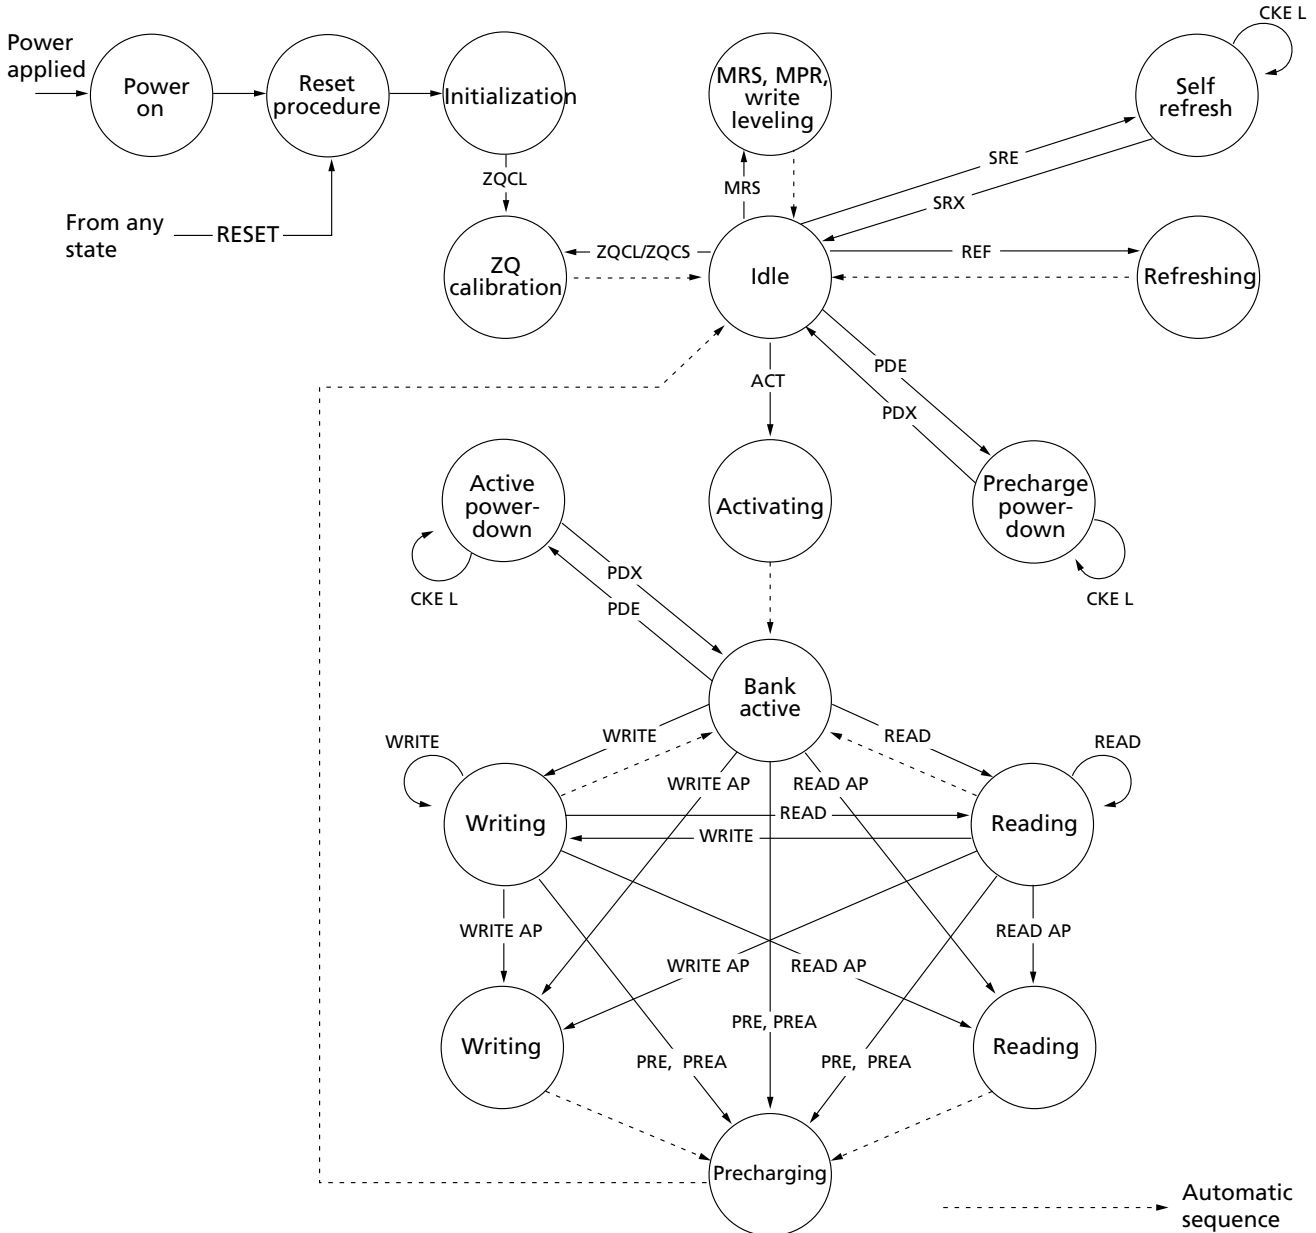 CKE L
Power
applied
Power
on
Reset
procedure
Initialization
MRS, MPR,
write
leveling
Self
refresh
ZQCL
MRS
SRE
SRX
From any
state
RESET
ZQ
calibration
ZQCL/ZQCS
Idle
REF
Refreshing
ACT
PDE
PDX
Active
power-
down
Activating
Precharge
power-
down
CKE L
PDX
PDE
CKE L
Bank
active
WRITE
WRITE
READ
READ
WRITE AP
READ AP
Writing
READ
WRITE
Reading
WRITE AP
READ AP
WRITE AP
READ AP
Writing
PRE, PREA
Reading
PRE, PREA
PRE, PREA
Precharging
Automatic
sequence